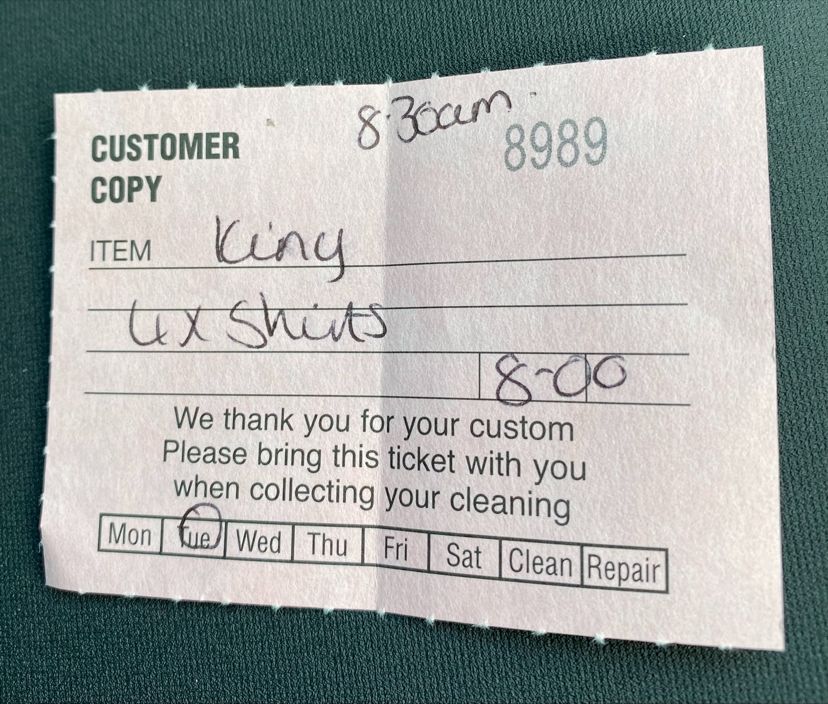 8.30am
CUSTOMER 8989
COPY
ITEM King
4x Shirts
8-00
We thank you for your custom
Please bring this ticket with you
when collecting your cleaning
Mon Tue Wed Thu Fri Sat Clean Repair